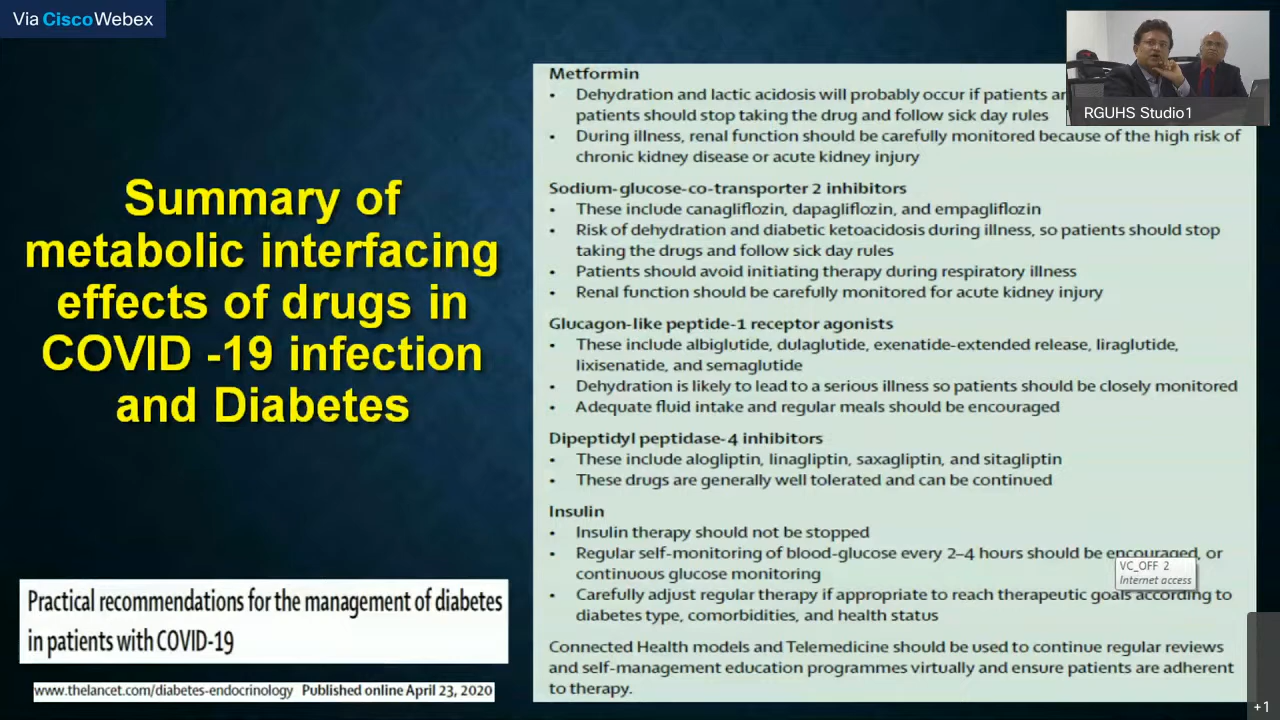 Via CiscoWebex
RGUHS Studio1
Summary of
metabolic interfacing
effects of drugs in
COVID -19 infection
and Diabetes
Practical recommendations for the management of diabetes
in patients with COVID-19
www.thelancet.com/diabetes-endocrinology Published online April 23, 2020
Metformin
• Dehydration and lactic acidosis will probably occur if patients
patients should stop taking the drug and follow sick day rules
• During illness, renal function should be carefully monitored because of the high risk of
chronic kidney disease or acute kidney injury
Sodium-glucose-co-transporter 2 inhibitors
• These include canagliflozin, dapagliflozin, and empagliflozin
• Risk of dehydration and diabetic ketoacidosis during illness, so patients should stop
taking the drugs and follow sick day rules
• Patients should avoid initiating therapy during respiratory illness
• Renal function should be carefully monitored for acute kidney injury
Glucagon-like peptide-1 receptor agonists
• These include albiglutide, dulaglutide, exenatide-extended release, liraglutide,
lixisenatide, and semaglutide
• Dehydration is likely to lead to a serious illness so patients should be closely monitored
• Adequate fluid intake and regular meals should be encouraged
Dipeptidyl peptidase-4 inhibitors
• These include alogliptin, linagliptin, saxagliptin, and sitagliptin
• These drugs are generally well tolerated and can be continued
Insulin
• Insulin therapy should not be stopped
• Regular self-monitoring of blood-glucose every 2–4 hours should be encouraged, or
continuous glucose monitoring
• Carefully adjust regular therapy if appropriate to reach therapeutic goals according to
diabetes type, comorbidities, and health status
Connected Health models and Telemedicine should be used to continue regular reviews
and self-management education programmes virtually and ensure patients are adherent
to therapy.
VC_OFF 2
Internet access
+1